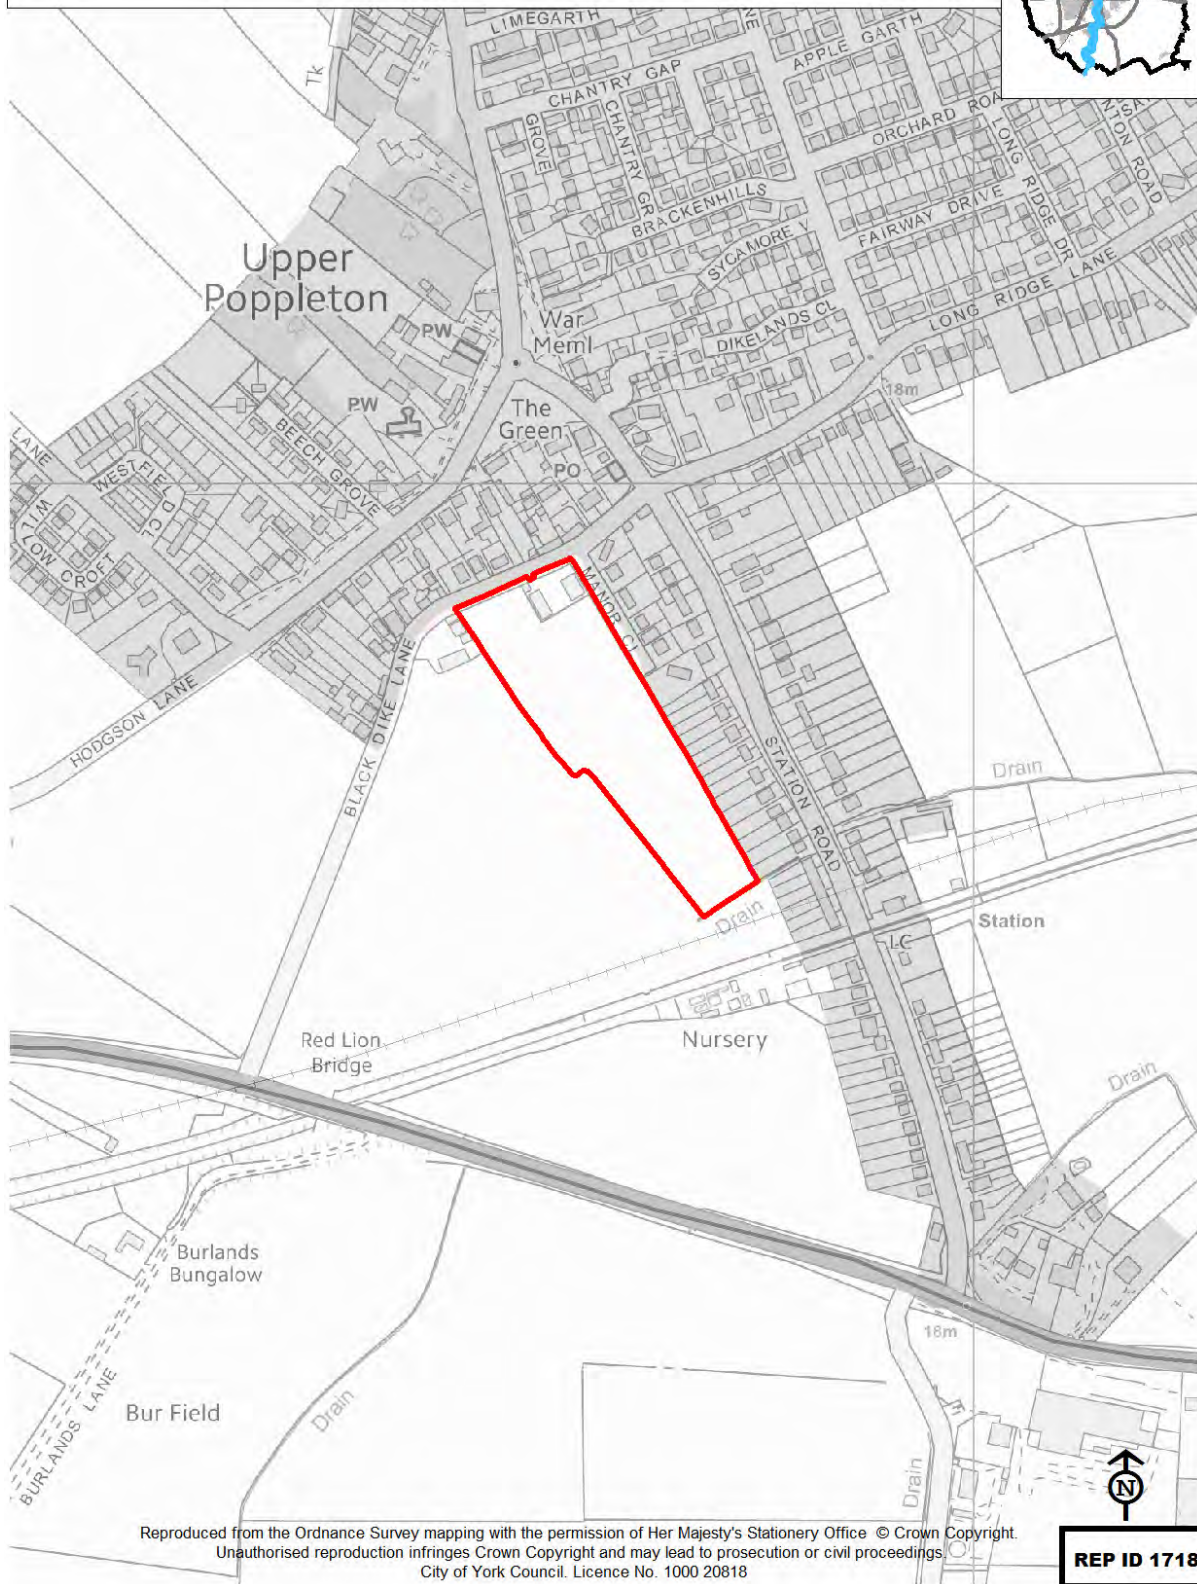 LIMEGARTH
APPLE GARTH
CHANTRY GAP
Tk
GROVE
CHANTRY GR
ORCHARD ROA
LONG RIDGE DR
NTON ROAD
BRACKENHILLS
SYCAMORE V
FAIRWAY DRIVE
LONG RIDGE LANE
Upper
Poppleton
PW
War
Meml
DIKELANDS CL
18m
PW
The
Green
PO
LANE
WESTFIELD CL
BEECH GROVE
LOW CROFT
MANOR CL
HODGSON LANE
BLACK DIKE LANE
STATION ROAD
Drain
Drain
Station
LC
Red Lion
Bridge
Nursery
Drain
Burlands
Bungalow
18m
BURLANDS LANE
Bur Field
Drain
Drain
N
Reproduced from the Ordnance Survey mapping with the permission of Her Majesty's Stationery Office © Crown Copyright.
Unauthorised reproduction infringes Crown Copyright and may lead to prosecution or civil proceedings.
City of York Council. Licence No. 1000 20818
REP ID 1718